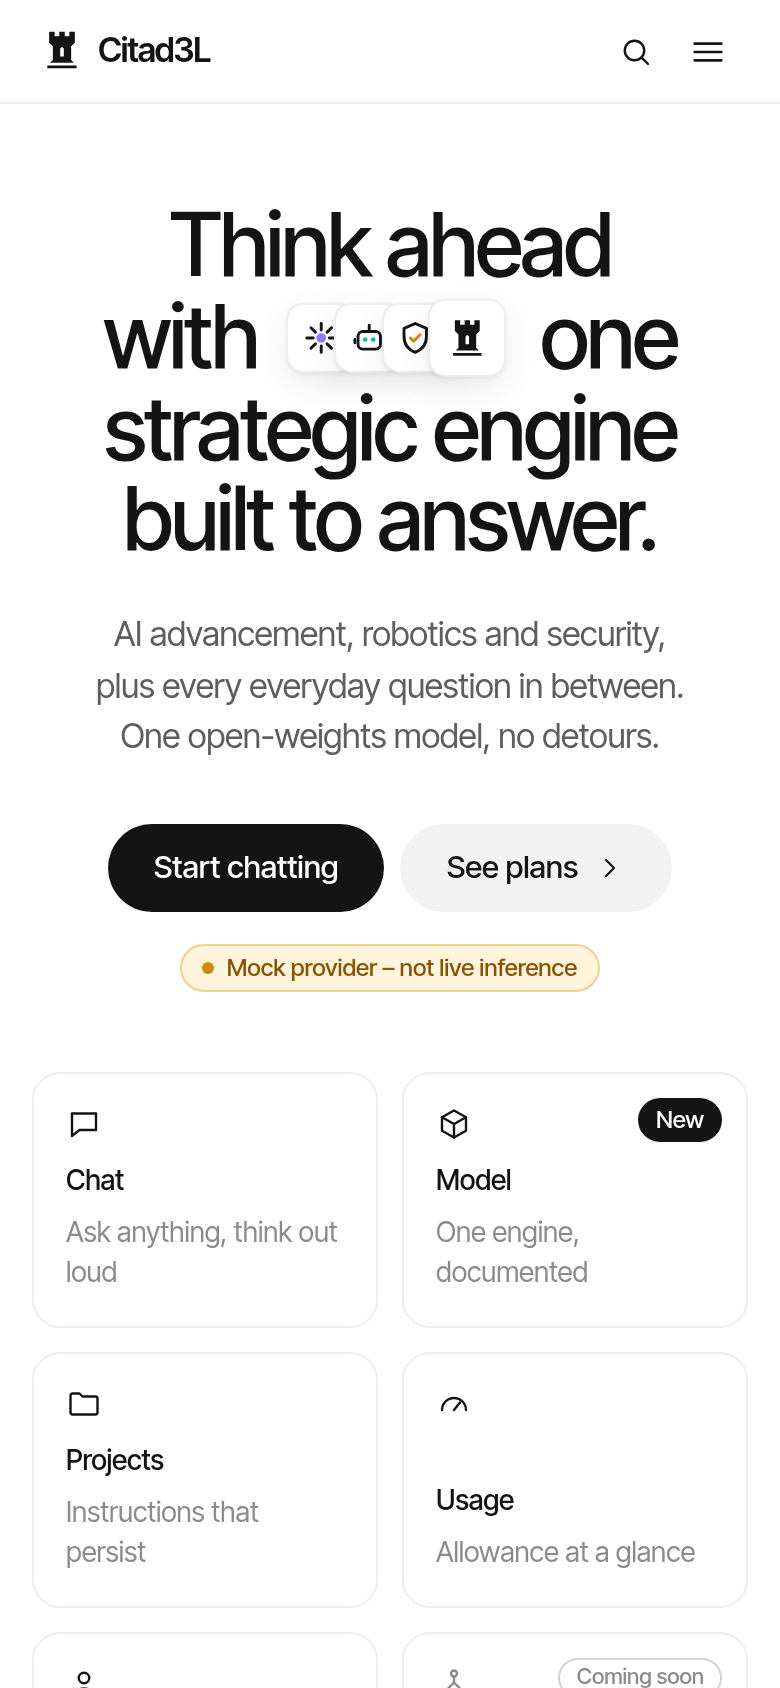 Citad3L
Think ahead
with one
strategic engine
built to answer.
AI advancement, robotics and security,
plus every everyday question in between.
One open-weights model, no detours.
Start chatting
See plans
Mock provider – not live inference
Chat
Ask anything, think out
loud
New
Model
One engine,
documented
Projects
Instructions that
persist
Usage
Allowance at a glance
Coming soon